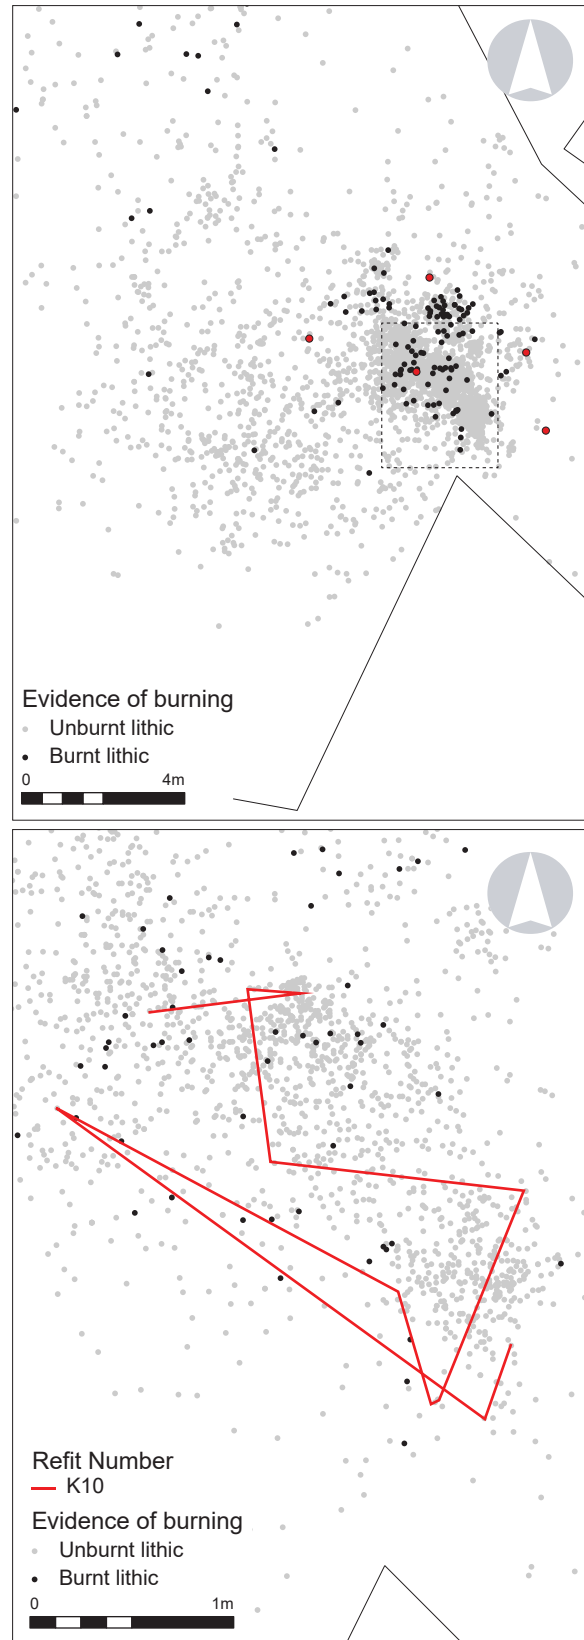 Evidence of burning
Unburnt lithic
Burnt lithic
0 4m
Refit Number
K10
Evidence of burning
Unburnt lithic
Burnt lithic
0 1m